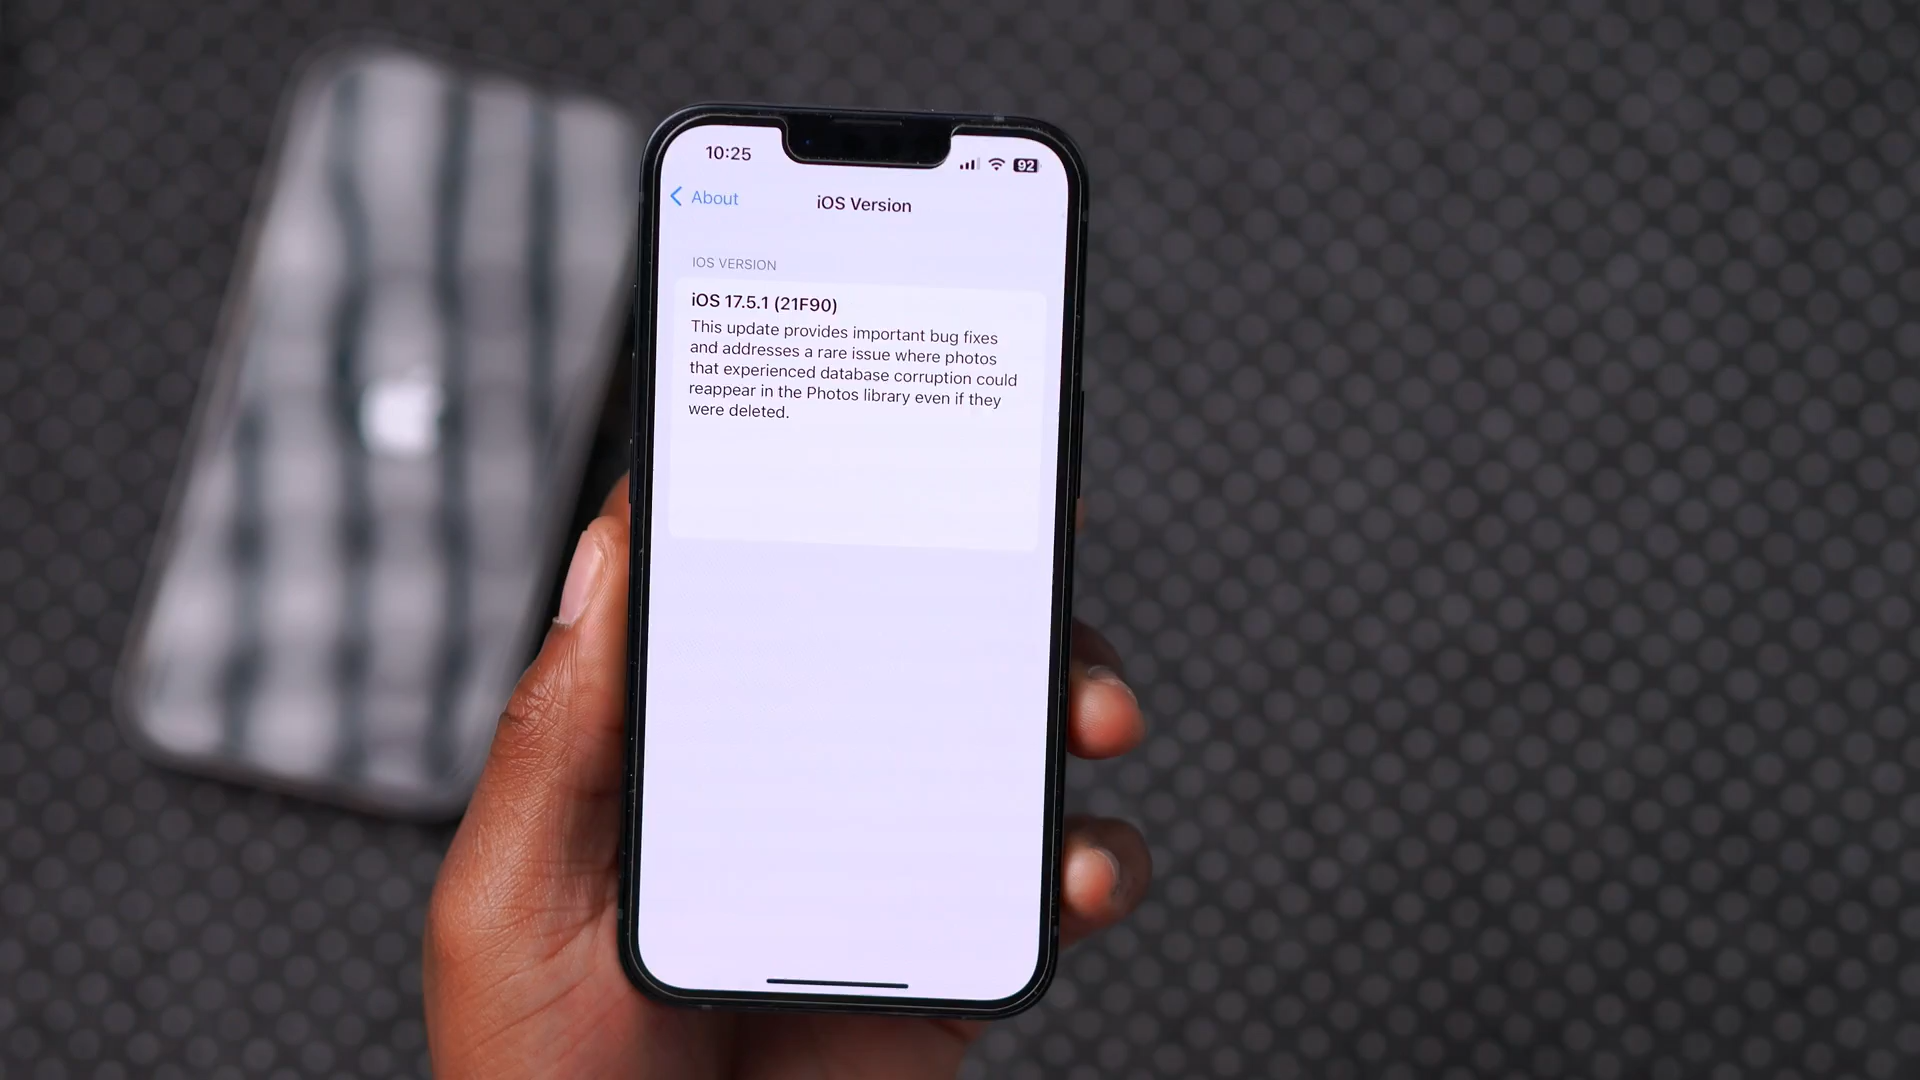 10:25
92
About
iOS Version
IOS VERSION
iOS 17.5.1 (21F90)
This update provides important bug fixes
and addresses a rare issue where photos
that experienced database corruption could
reappear in the Photos library even if they
were deleted.